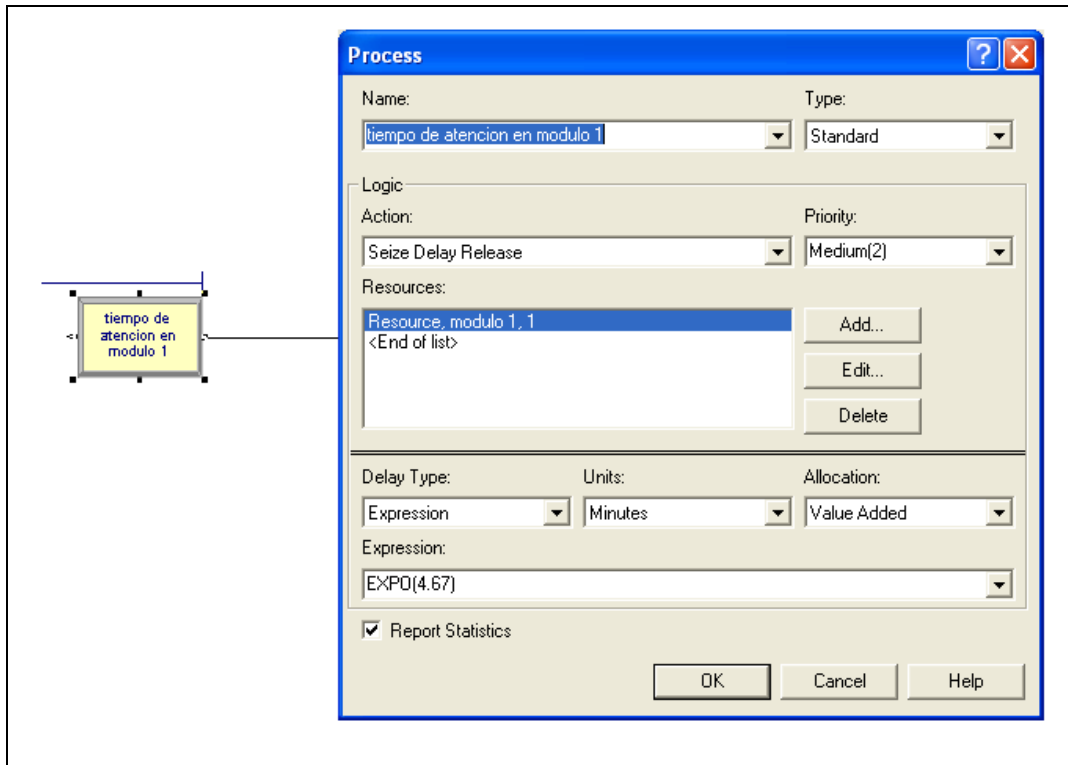 Process
Name:
Type:
tiempo de atencion en modulo 1
Standard
Logic
Action:
Priority:
Seize Delay Release
Medium(2)
Resources:
Resource, modulo 1, 1
<End of list>
Add...
Edit...
Delete
Delay Type:
Units:
Allocation:
Expression
Minutes
Value Added
Expression:
EXPO(4.67)
Report Statistics
OK
Cancel
Help
tiempo de
atencion en
modulo 1